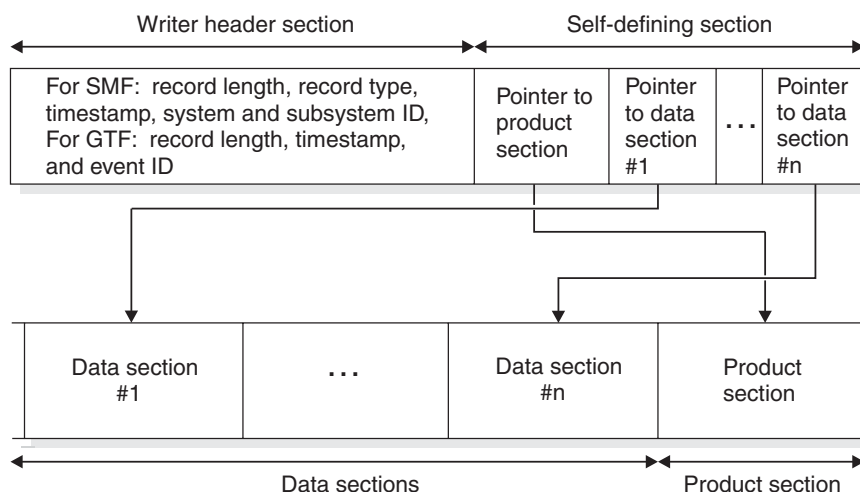 Writer header section
Self-defining section
For SMF: record length, record type,
timestamp, system and subsystem ID,
For GTF: record length, timestamp,
and event ID
Pointer to
product
section
Pointer
to data
section
#1
...
Pointer
to data
section
#n
Data section
#1
...
Data section
#n
Product
section
Data sections
Product section